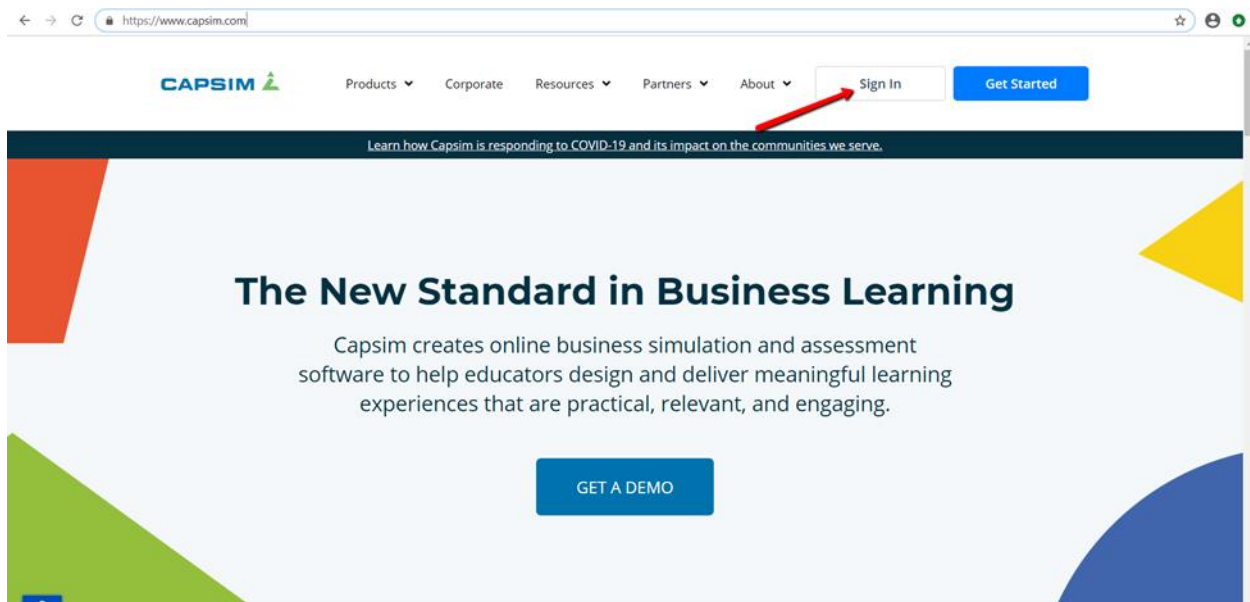 https://www.capsim.com
CAPSIM
Products
Corporate
Resources
Partners
About
Sign In
Get Started
Learn how Capsim is responding to COVID-19 and its impact on the communities we serve.
The New Standard in Business Learning
Capsim creates online business simulation and assessment
software to help educators design and deliver meaningful learning
experiences that are practical, relevant, and engaging.
GET A DEMO